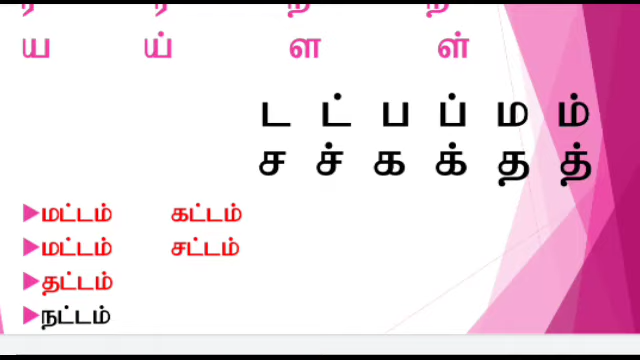 ய ய் ள ள்
ட ட் ப ப் ம ம்
ச ச் க க் த த்
மட்டம் கட்டம்
மட்டம் சட்டம்
தட்டம்
நட்டம்